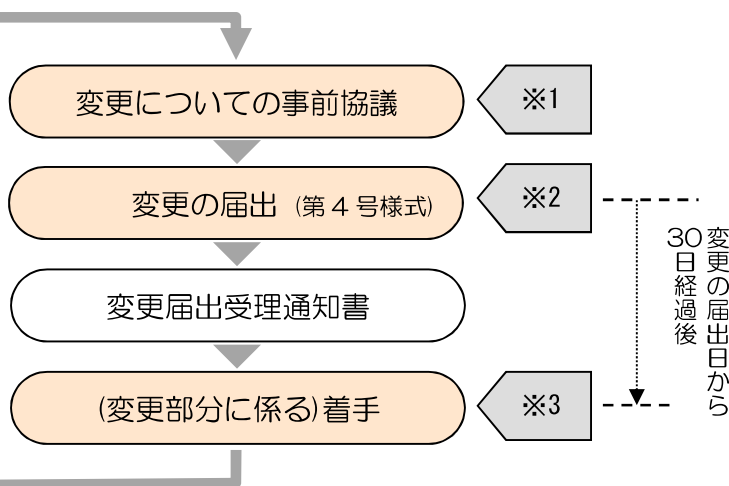 変更についての事前協議
※1
変更の届出 (第4号様式)
※2
変更届出受理通知書
(変更部分に係る)着手
※3
変更の届出日から
30日経過後